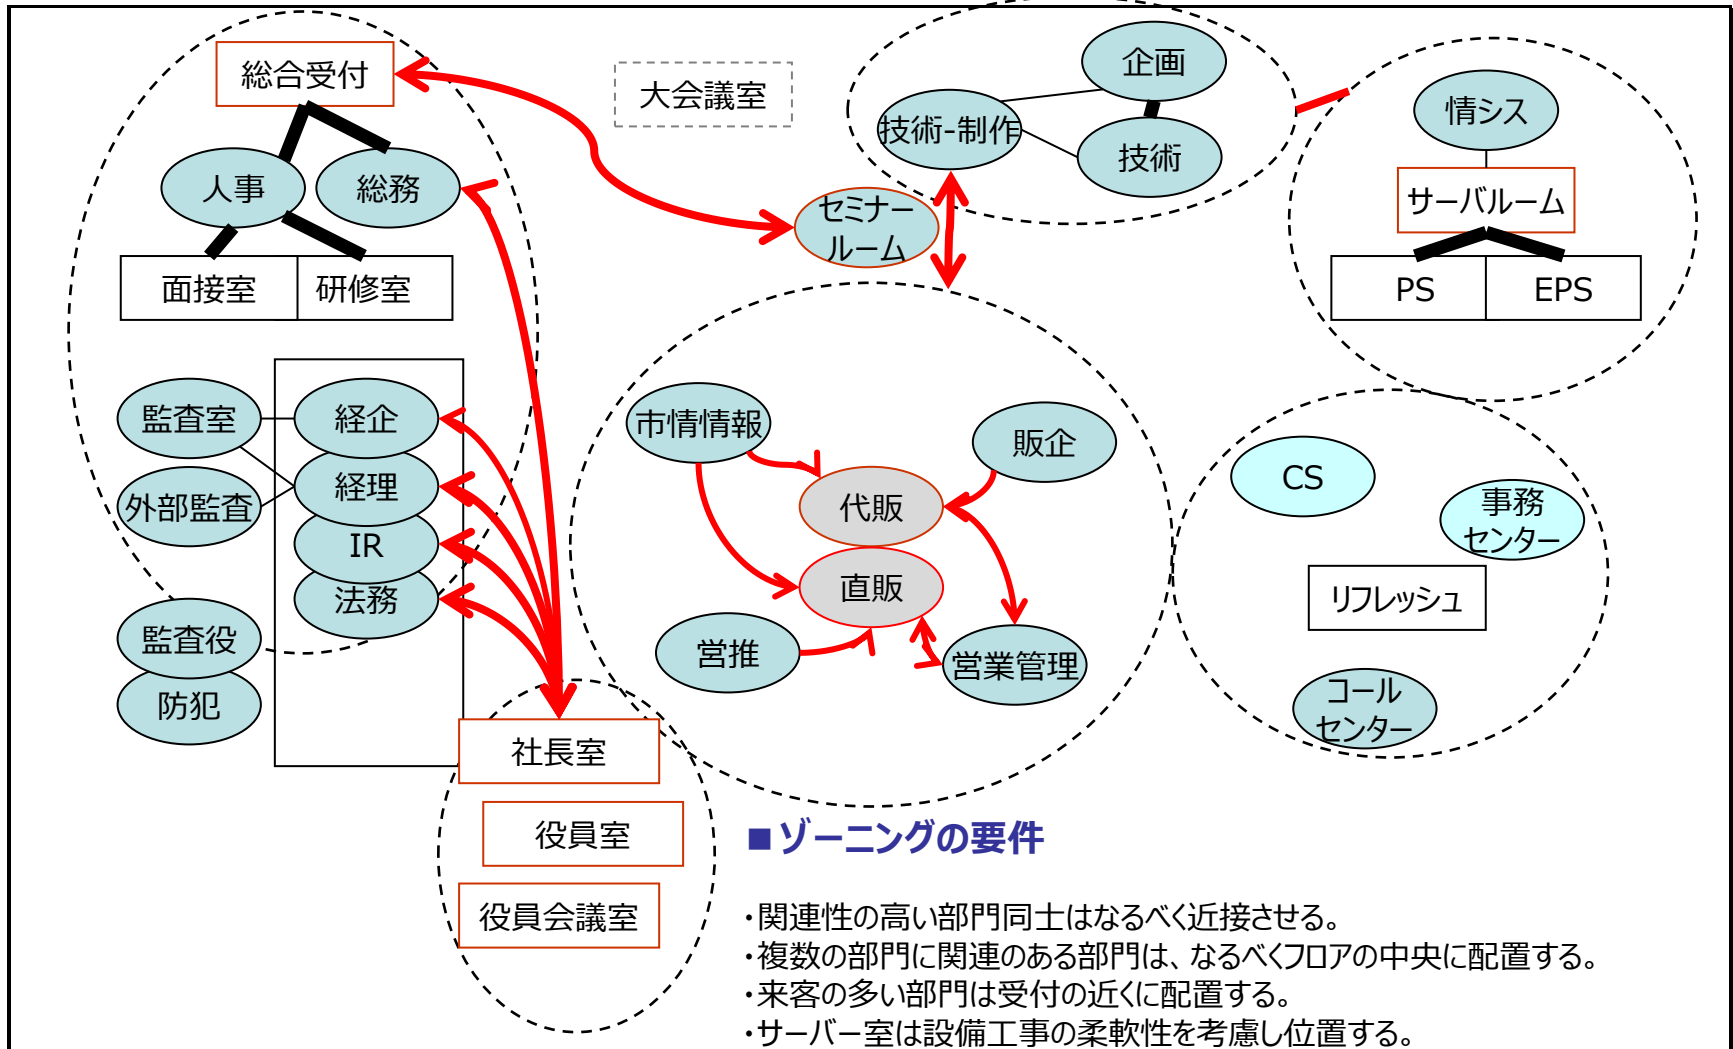 総合受付
大会議室
企画
技術-制作
技術
情シス
サーバルーム
PS
EPS
人事
総務
セミナー
ルーム
面接室
研修室
監査室
経企
外部監査
経理
IR
法務
監査役
防犯
市情情報
販企
代販
直販
営推
営業管理
CS
事務
センター
リフレッシュ
コール
センター
社長室
役員室
役員会議室
■ゾーニングの要件
・関連性の高い部門同士はなるべく近接させる。
・複数の部門に関連のある部門は、なるべくフロアの中央に配置する。
・来客の多い部門は受付の近くに配置する。
・サーバー室は設備工事の柔軟性を考慮し位置する。